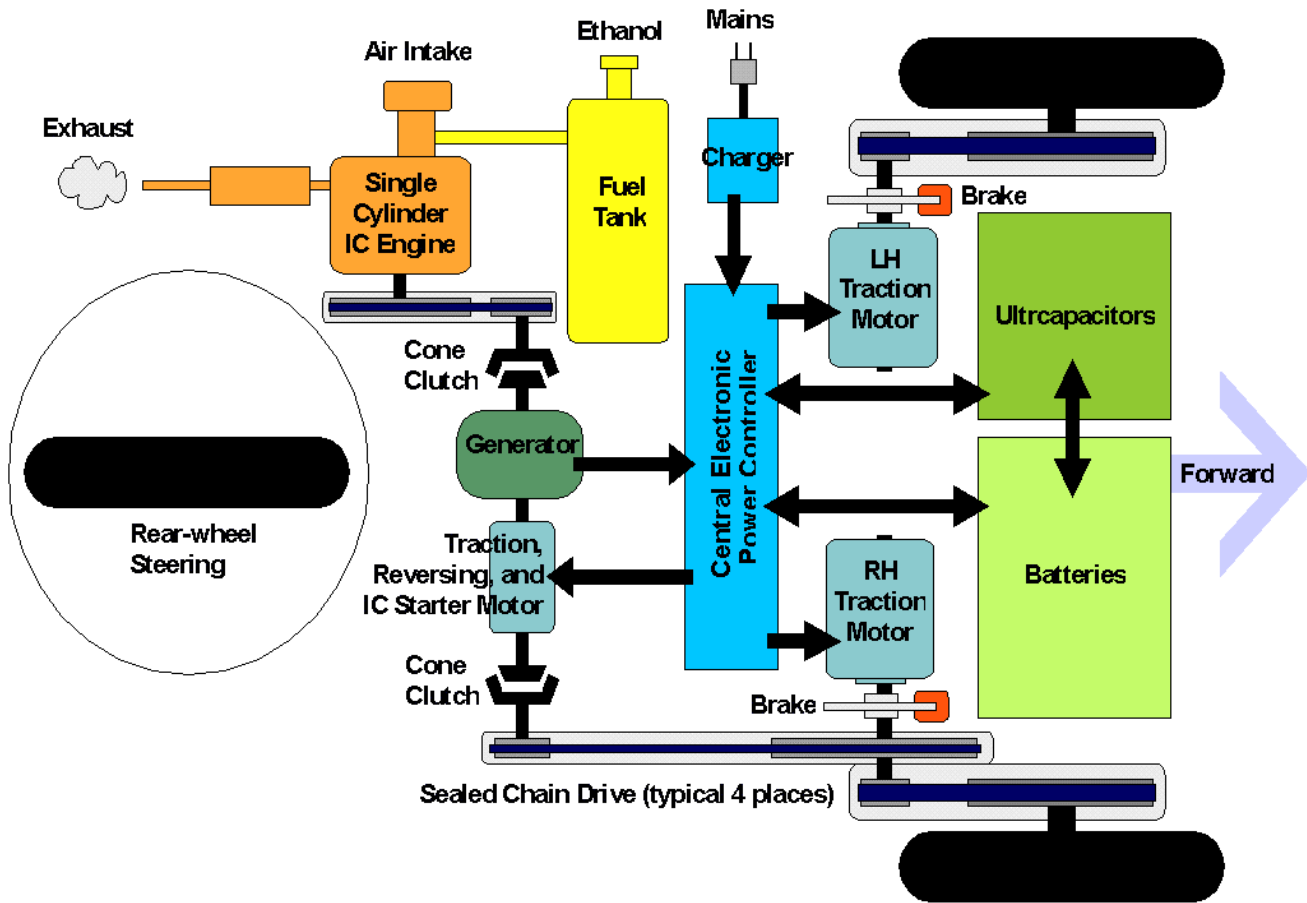 Mains
Ethanol
Air Intake
Exhaust
Charger
Single
Cylinder
IC Engine
Fuel
Tank
Brake
LH
Traction
Motor
Ultrcapacitors
Cone
Clutch
Generator
Central Electronic
Power Controller
Forward
Rear-wheel
Steering
Traction,
Reversing, and
IC Starter Motor
RH
Traction
Motor
Batteries
Cone
Clutch
Brake
Sealed Chain Drive (typical 4 places)